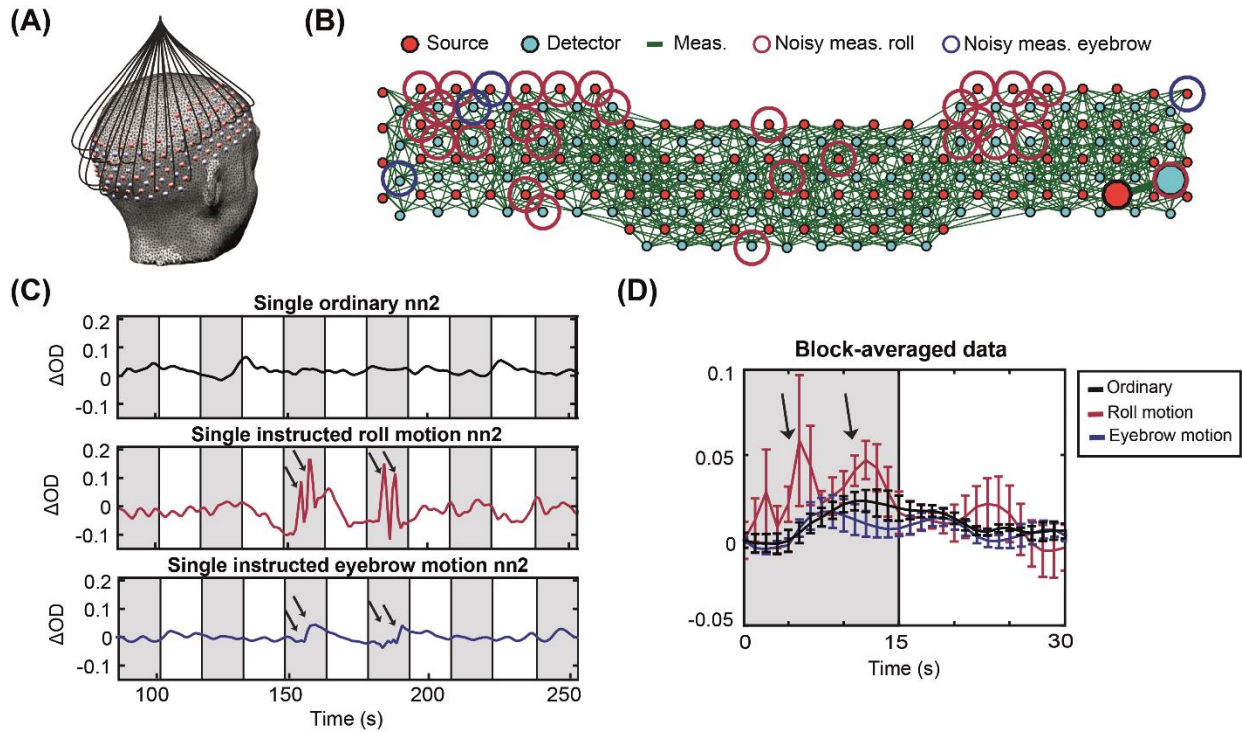 (A)
(B)
Source Detector Meas. Noisy meas. roll Noisy meas. eyebrow
(C)
Single ordinary nn2
0.2
0.1
0
-0.1
ΔOD
Single instructed roll motion nn2
0.2
0.1
0
-0.1
ΔOD
Single instructed eyebrow motion nn2
0.2
0.1
0
-0.1
ΔOD
100 150 200 250
Time (s)
(D)
Block-averaged data
0.1
0.05
0
-0.05
0 15 30
Time (s)
Ordinary
Roll motion
Eyebrow motion